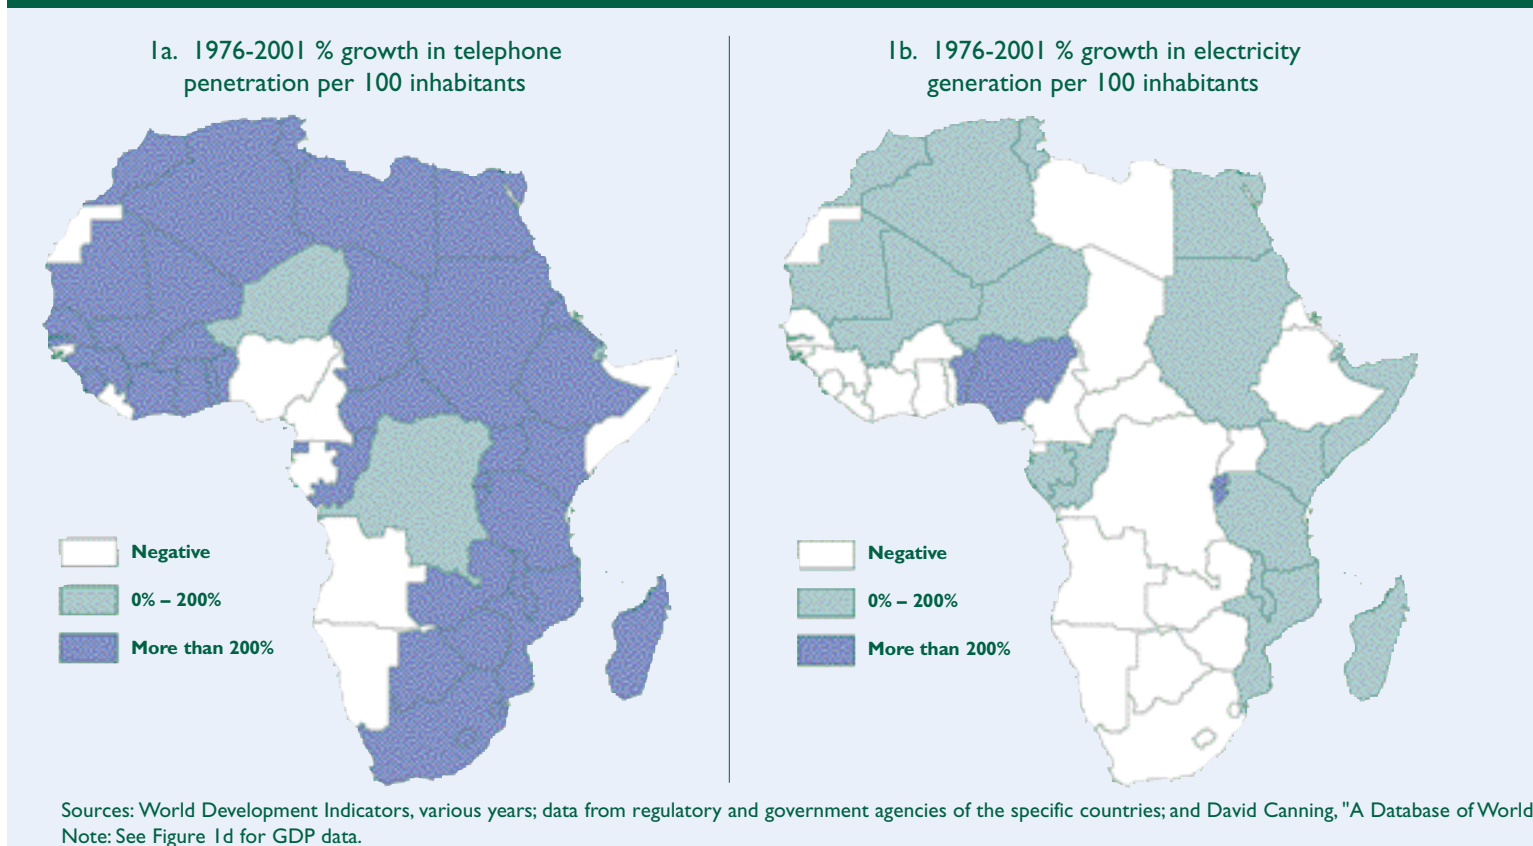 1a. 1976-2001 % growth in telephone
penetration per 100 inhabitants
Negative
0% – 200%
More than 200%
1b. 1976-2001 % growth in electricity
generation per 100 inhabitants
Negative
0% – 200%
More than 200%
Sources: World Development Indicators, various years; data from regulatory and government agencies of the specific countries; and David Canning, "A Database of World
Note: See Figure 1d for GDP data.